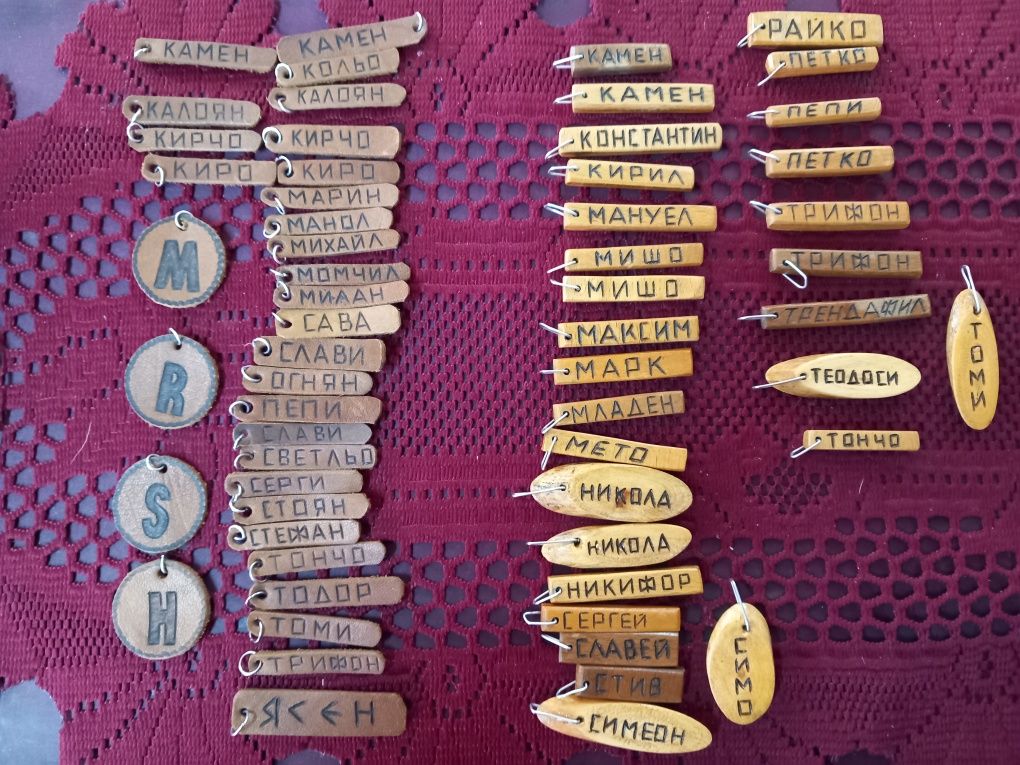 КАМЕН
КАЛОЯН
КИРЧО
КИРО
M
R
S
H
КАМЕН
КОЛЬО
КАЛОЯН
КИРЧО
КИРО
МАРИН
МАНОЛ
МИХАЙЛ
МОМЧИЛ
МИЛАН
САВА
СЛАВИ
ОГНЯН
ПЕПИ
СЛАВИ
СВЕТЛЬО
СЕРГИ
СТОЯН
СТЕФАН
ТОНЧО
ТОДОР
ТОМИ
ТРИФОН
ЯСЕН
КАМЕН
КАМЕН
КОНСТАНТИН
КИРИЛ
МАНУЕЛ
МИШО
МИШО
МАКСИМ
МАРК
МЛАДЕН
МЕТО
НИКОЛА
НИКОЛА
НИКИФОР
СЕРГЕЙ
СЛАВЕЙ
СТИВ
СИМЕОН
РАЙКО
ПЕТКО
ПЕПИ
ПЕТКО
ТРИФОН
ТРИФОН
ТРЕНДАФИЛ
ТЕОДОСИ
ТОНЧО
СИМО
ТОМИ